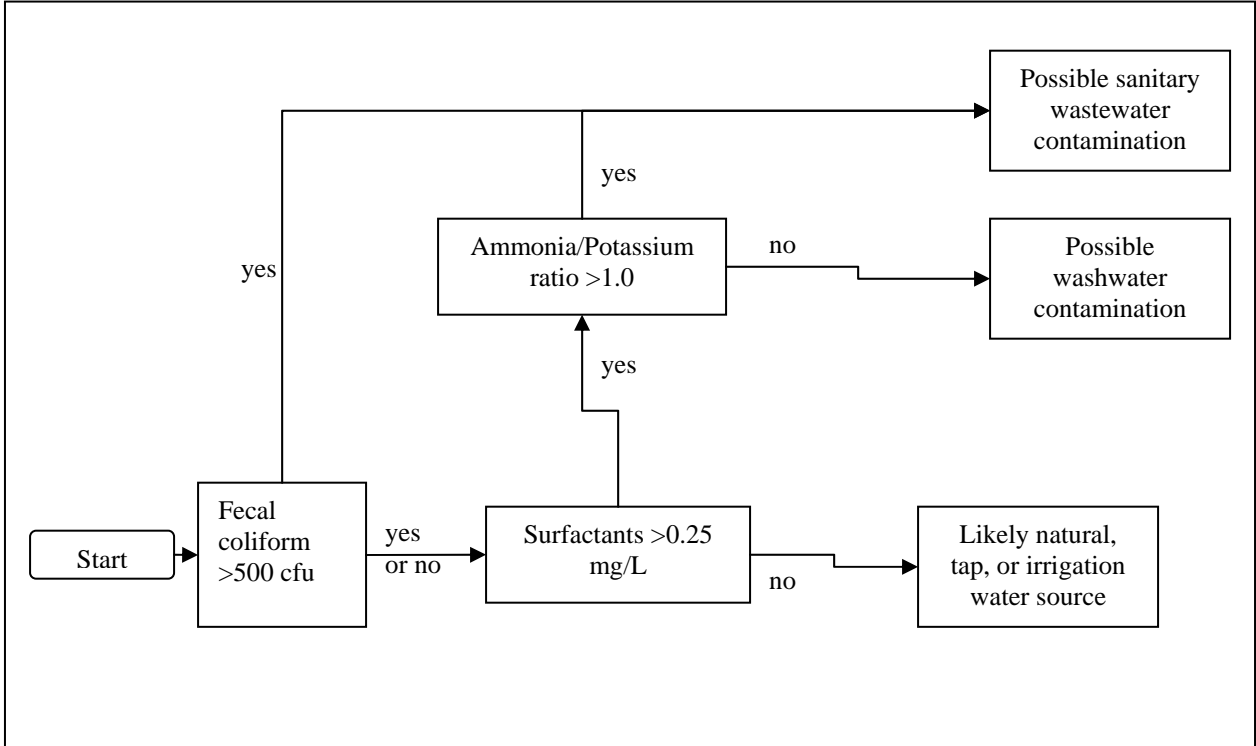 Possible sanitary
wastewater
contamination
yes
Ammonia/Potassium
ratio >1.0
no
Possible
washwater
contamination
yes
yes
Start
Fecal
coliform
>500 cfu
yes
or no
Surfactants >0.25
mg/L
no
Likely natural,
tap, or irrigation
water source